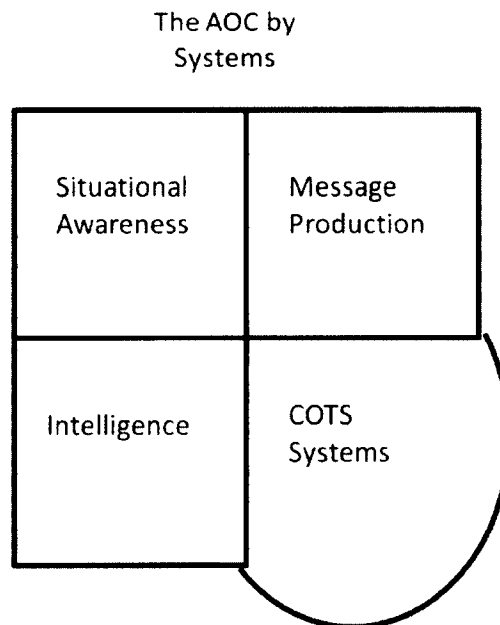 The AOC by
Systems
Situational
Awareness
Message
Production
Intelligence
COTS
Systems